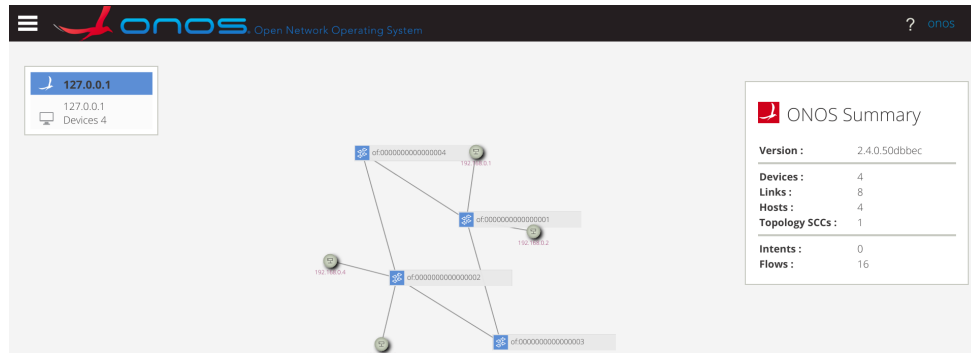 onos Open Network Operating System
? onos
127.0.0.1
127.0.0.1
Devices 4
of:0000000000000004
192.168.0.1
of:0000000000000001
192.168.0.2
192.168.0.4
of:0000000000000002
of:0000000000000003
ONOS Summary
Version : 2.4.0.50dbbec
Devices : 4
Links : 8
Hosts : 4
Topology SCCs : 1
Intents : 0
Flows : 16